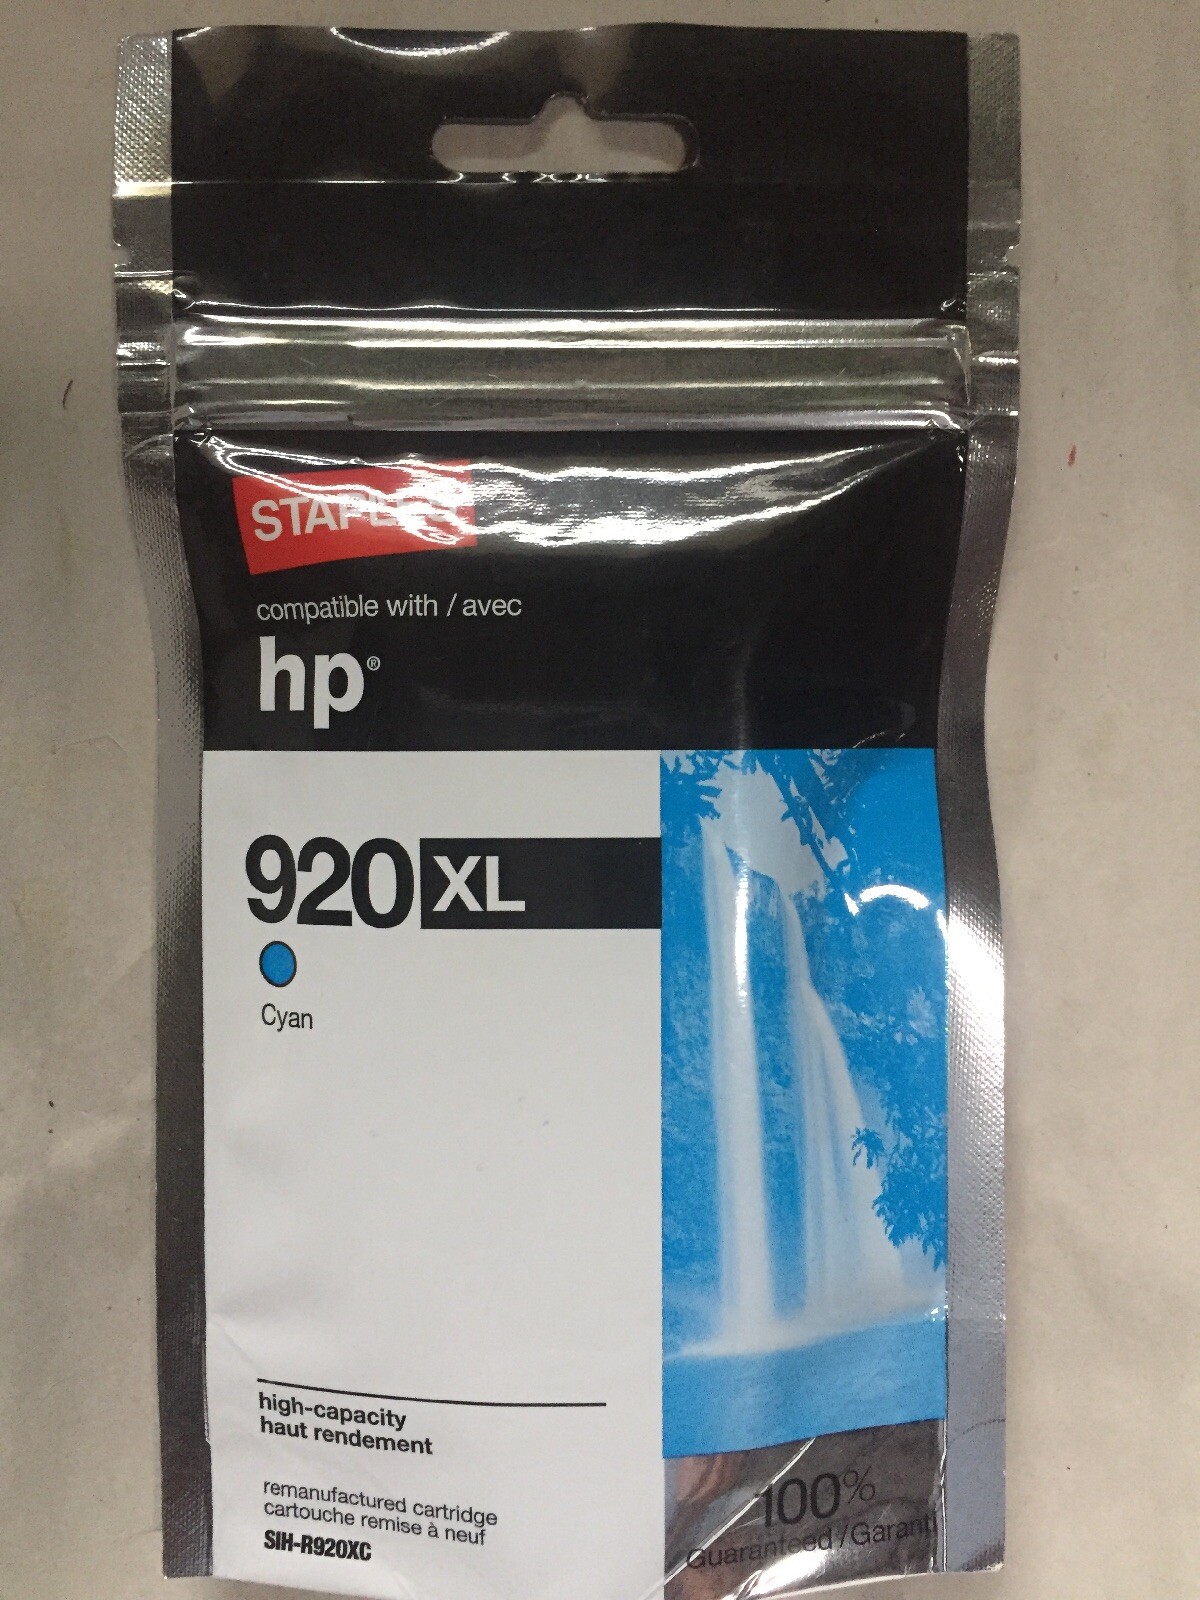 STAPLES
compatible with / avec
hp®
920 XL
Cyan
high-capacity
haut rendement
remanufactured cartridge
cartouche remise à neuf
SIH-R920XC
100%
Guaranteed / Garanti